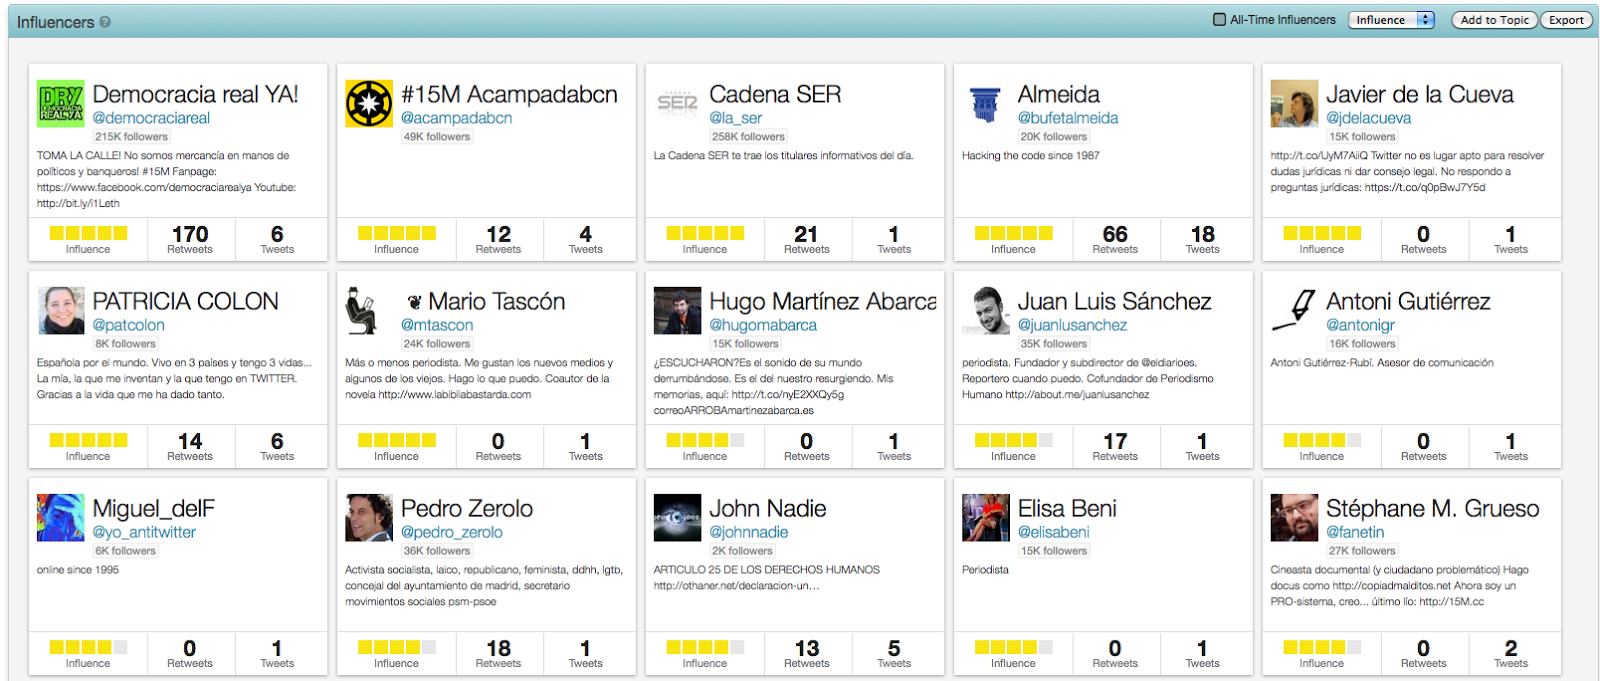 Influencers ?
All-Time Influencers Influence Add to Topic Export
Democracia real YA!
@democraciareal
215K followers
TOMA LA CALLE! No somos mercancía en manos de
políticos y banqueros! #15M Fanpage:
https://www.facebook.com/democraciarealya Youtube:
http://bit.ly/i1Leth
170 6
Influence Retweets Tweets
#15M Acampadabcn
@acampadabcn
49K followers
12 4
Influence Retweets Tweets
Cadena SER
@la_ser
258K followers
La Cadena SER te trae los titulares informativos del día.
21 1
Influence Retweets Tweets
Almeida
@bufetalmeida
20K followers
Hacking the code since 1987
66 18
Influence Retweets Tweets
Javier de la Cueva
@jdelacueva
15K followers
http://t.co/UyM7AiiQ Twitter no es lugar apto para resolver
dudas jurídicas ni dar consejo legal. No respondo a
preguntas jurídicas: https://t.co/q0pBwJ7Y5d
0 1
Influence Retweets Tweets
PATRICIA COLON
@patcolon
8K followers
Española por el mundo. Vivo en 3 países y tengo 3 vidas...
La mía, la que me inventan y la que tengo en TWITTER.
Gracias a la vida que me ha dado tanto.
14 6
Influence Retweets Tweets
❦ Mario Tascón
@mtascon
24K followers
Más o menos periodista. Me gustan los nuevos medios y
algunos de los viejos. Hago lo que puedo. Coautor de la
novela http://www.labibliabastarda.com
0 1
Influence Retweets Tweets
Hugo Martínez Abarca
@hugomabarca
15K followers
¿ESCUCHARON?Es el sonido de su mundo
derrumbándose. Es el del nuestro resurgiendo. Mis
memorias, aquí: http://t.co/nyE2XXQy5g
correoARROBAmartinezabarca.es
0 1
Influence Retweets Tweets
Juan Luis Sánchez
@juanlusanchez
35K followers
periodista. Fundador y subdirector de @eldiarioes.
Reportero cuando puedo. Cofundador de Periodismo
Humano http://about.me/juanlusanchez
17 1
Influence Retweets Tweets
Antoni Gutiérrez
@antonigr
16K followers
Antoni Gutiérrez-Rubí. Asesor de comunicación
0 1
Influence Retweets Tweets
Miguel_delF
@yo_antitwitter
6K followers
online since 1995
0 1
Influence Retweets Tweets
Pedro Zerolo
@pedro_zerolo
36K followers
Activista socialista, laico, republicano, feminista, ddhh, lgtb,
concejal del ayuntamiento de madrid, secretario
movimientos sociales psm-psoe
18 1
Influence Retweets Tweets
John Nadie
@johnnadie
2K followers
ARTICULO 25 DE LOS DERECHOS HUMANOS
http://othaner.net/declaracion-un…
13 5
Influence Retweets Tweets
Elisa Beni
@elisabeni
15K followers
Periodista
0 1
Influence Retweets Tweets
Stéphane M. Grueso
@fanetin
27K followers
Cineasta documental (y ciudadano problemático) Hago
docus como http://copiadmalditos.net Ahora soy un
PRO-sistema, creo... último lío: http://15M.cc
0 2
Influence Retweets Tweets